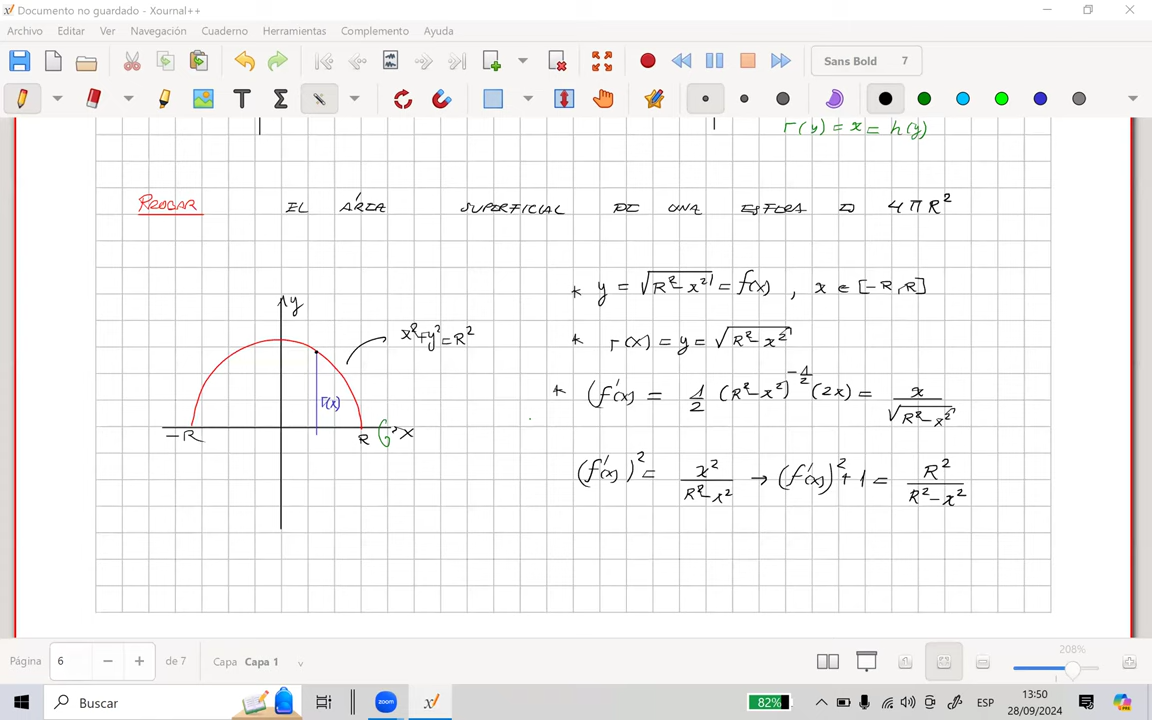 Documento no guardado - Xournal++
Archivo Editar Ver Navegación Cuaderno Herramientas Complemento Ayuda
Sans Bold 7
r(y) = x = h(y)
PROBAR EL ÁREA SUPERFICIAL DE UNA ESFERA ES 4πR²
* y = √(R²-x²) = f(x) , x ∈ [-R, R]
y
x²+y²=R²
* r(x) = y = √(R²-x²)
* (f'(x) = 1/2 (R²-x²)^(-1/2) (2x) = x/√(R²-x²)
r(x)
-R R x
(f'(x))² = x²/(R²-x²) → (f'(x))² + 1 = R²/(R²-x²)
208%
Página 6 de 7 Capa Capa 1
Buscar
zoom
82%
ESP
13:50
28/09/2024